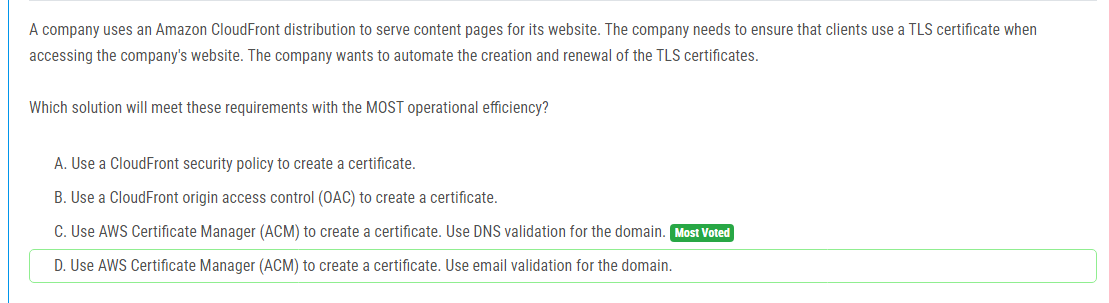 A company uses an Amazon CloudFront distribution to serve content pages for its website. The company needs to ensure that clients use a TLS certificate when
accessing the company's website. The company wants to automate the creation and renewal of the TLS certificates.
Which solution will meet these requirements with the MOST operational efficiency?
A. Use a CloudFront security policy to create a certificate.
B. Use a CloudFront origin access control (OAC) to create a certificate.
C. Use AWS Certificate Manager (ACM) to create a certificate. Use DNS validation for the domain. Most Voted
D. Use AWS Certificate Manager (ACM) to create a certificate. Use email validation for the domain.